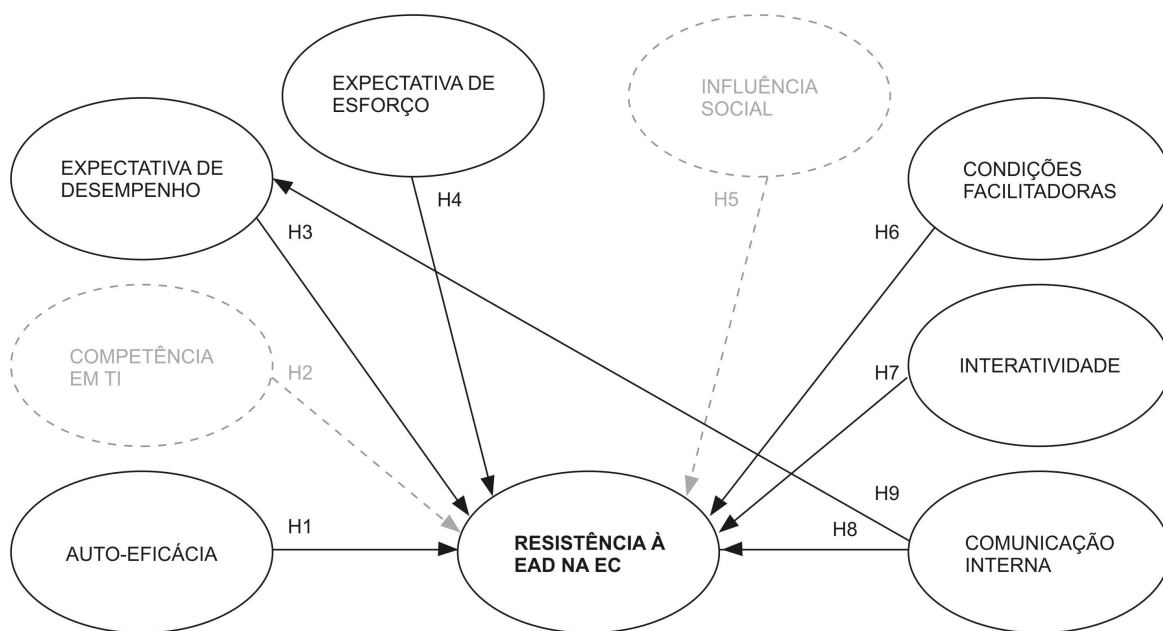 EXPECTATIVA DE
ESFORÇO
INFLUÊNCIA
SOCIAL
EXPECTATIVA DE
DESEMPENHO
CONDIÇÕES
FACILITADORAS
H4
H5
H3
H6
COMPETÊNCIA
EM TI
H2
H7
INTERATIVIDADE
H9
H1
H8
AUTO-EFICÁCIA
RESISTÊNCIA À
EAD NA EC
COMUNICAÇÃO
INTERNA